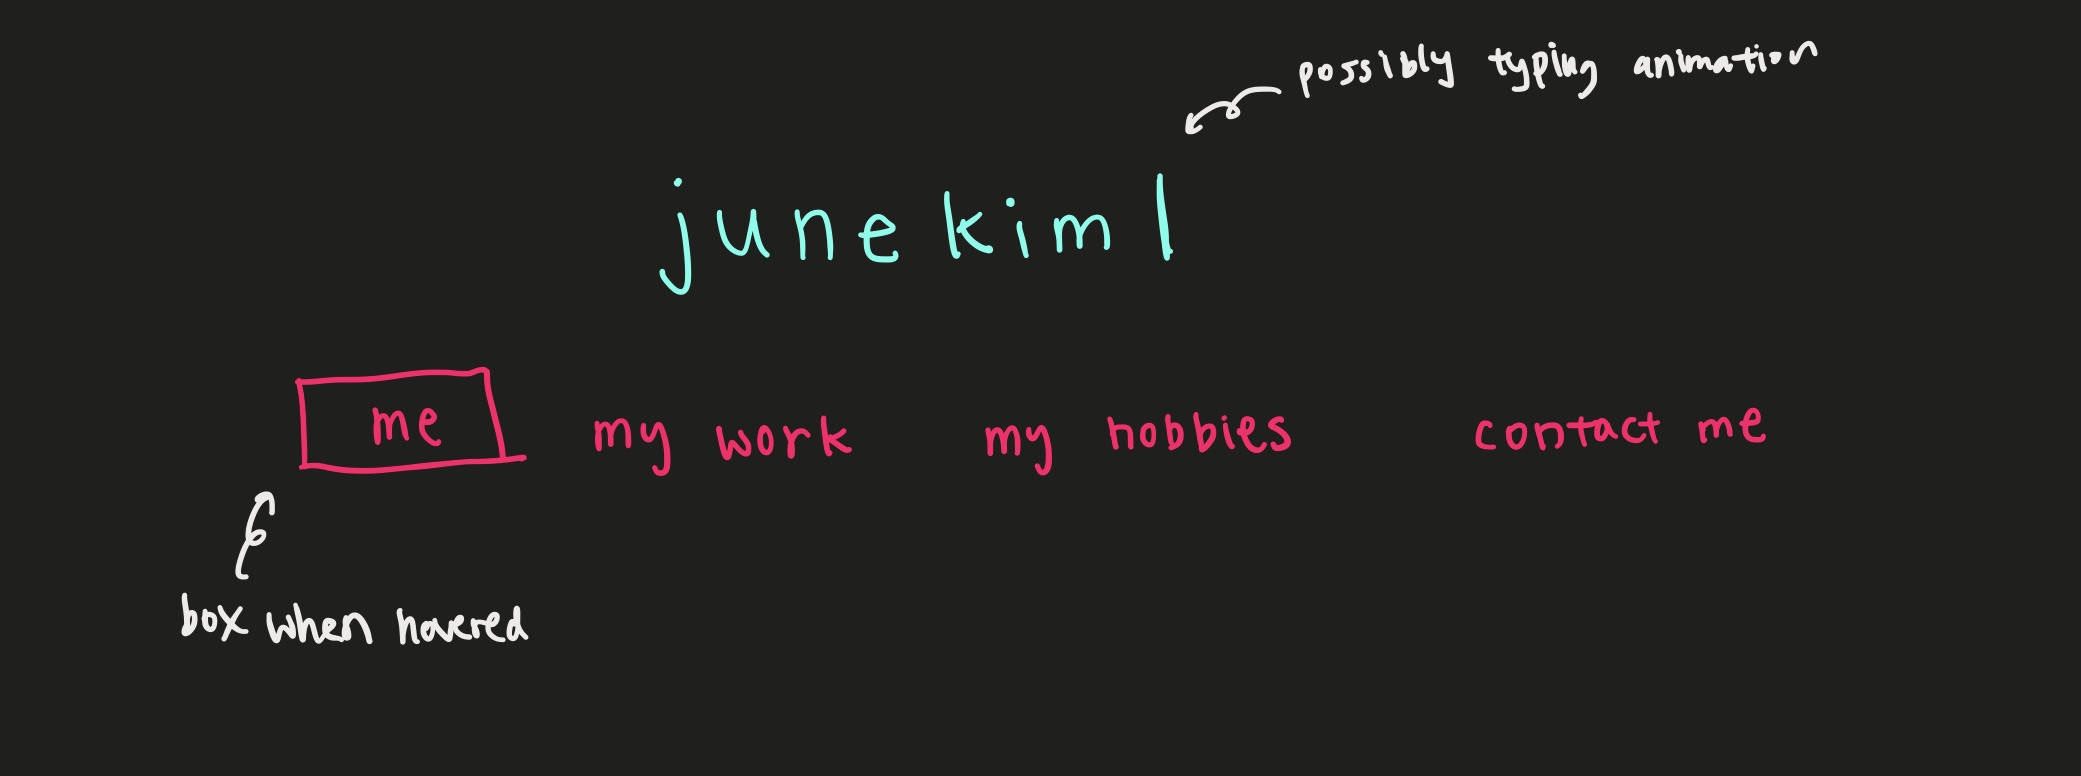 possibly typing animation
june kim|
me my work my hobbies contact me
box when hovered